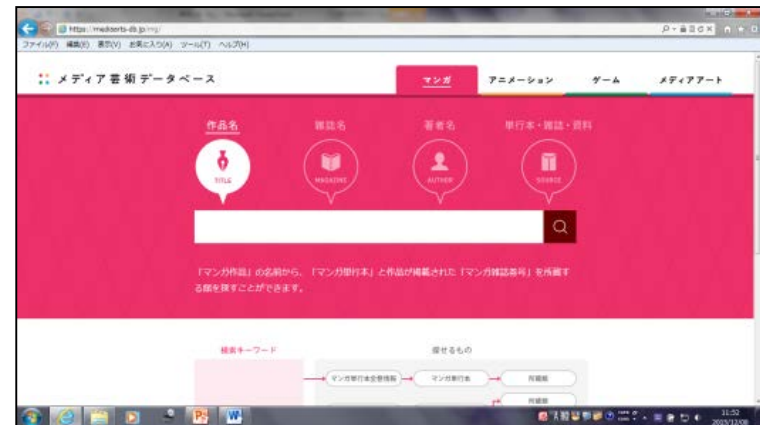 https://mediaarts-db.jp/mg/
ファイル(F) 編集(E) 表示(V) お気に入り(A) ツール(T) ヘルプ(H)
メディア芸術データベース
マンガ アニメーション ゲーム メディアアート
作品名 雑誌名 著者名 単行本・雑誌・資料
TITLE MAGAZINE AUTHOR SOURCE
「マンガ作品」の名前から、「マンガ単行本」と作品が掲載された「マンガ雑誌巻号」を所蔵す
る館を探すことができます。
検索キーワード 探せるもの
マンガ単行本全巻情報 マンガ単行本 所蔵館
所蔵館
11:52
2015/12/08